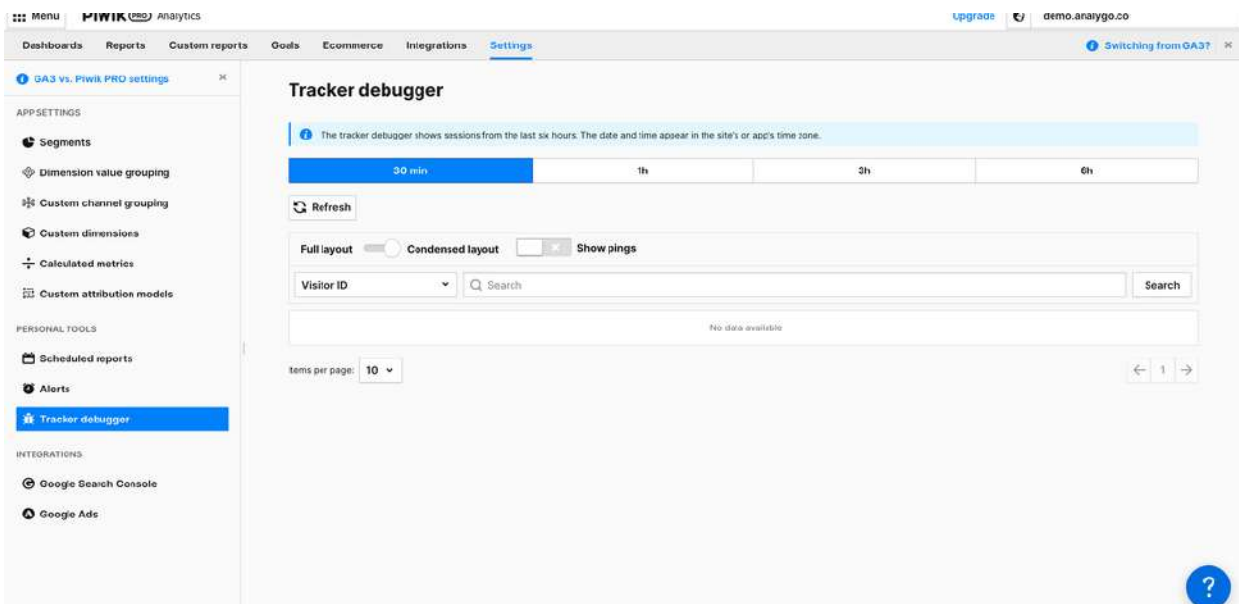 Menu PIWIK PRO Analytics Upgrade demo.analygo.co
Dashboards Reports Custom reports Goals Ecommerce Integrations Settings Switching from GA3?
GA3 vs. Piwik PRO settings
Tracker debugger
APP SETTINGS
The tracker debugger shows sessions from the last six hours. The date and time appear in the site's or app's time zone.
Segments
30 min 1h 3h 6h
Dimension value grouping
Custom channel grouping
Refresh
Custom dimensions
Full layout Condensed layout Show pings
Calculated metrics
Visitor ID Search Search
Custom attribution models
PERSONAL TOOLS
No data available
Scheduled reports
Items per page: 10 1
Alerts
Tracker debugger
INTEGRATIONS
Google Search Console
Google Ads
?